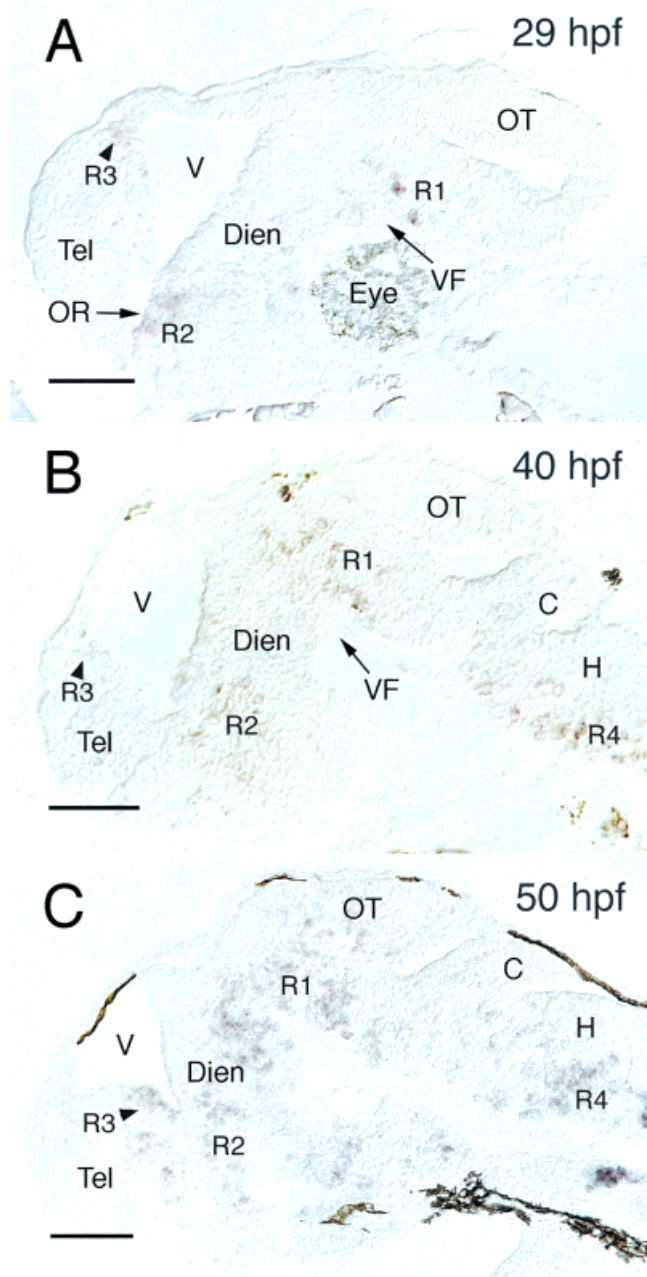 A
29 hpf
OT
V
R3
R1
Tel
Dien
VF
Eye
OR
R2
B
40 hpf
OT
R1
V
C
Dien
H
R3
VF
R2
R4
Tel
C
50 hpf
OT
C
R1
H
V
Dien
R4
R3
R2
Tel